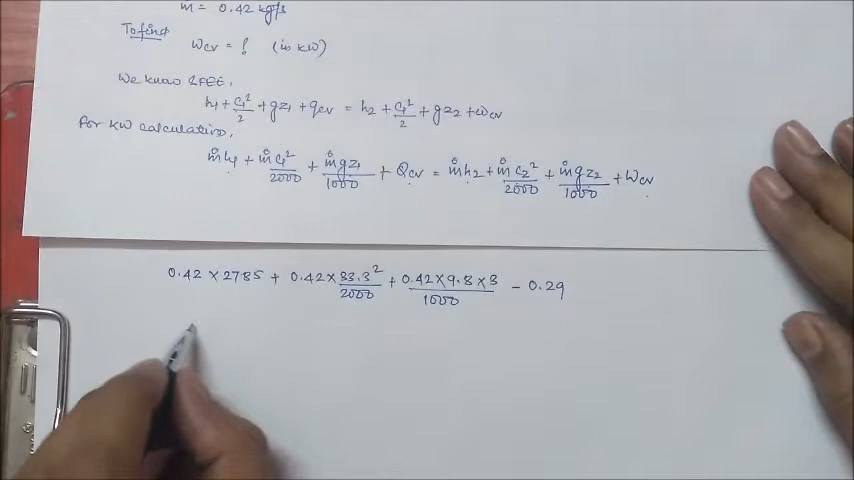 ṁ = 0.42 kg/s
To find
Wcv = ? (in kW)
We know SFEE,
h1 + c1²/2 + gz1 + qcv = h2 + c2²/2 + gz2 + wcv
For kW calculation,
ṁh1 + ṁc1²/2000 + ṁgz1/1000 + Qcv = ṁh2 + ṁc2²/2000 + ṁgz2/1000 + Wcv
0.42 × 2785 + 0.42 × 33.3²/2000 + 0.42 × 9.8 × 3/1000 - 0.29